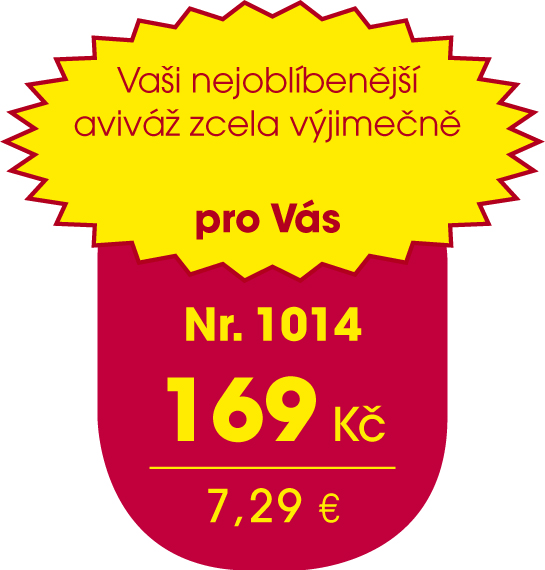 Vaši nejoblíbenější
aviváž zcela výjimečně
pro Vás
Nr. 1014
169 Kč
7,29 €